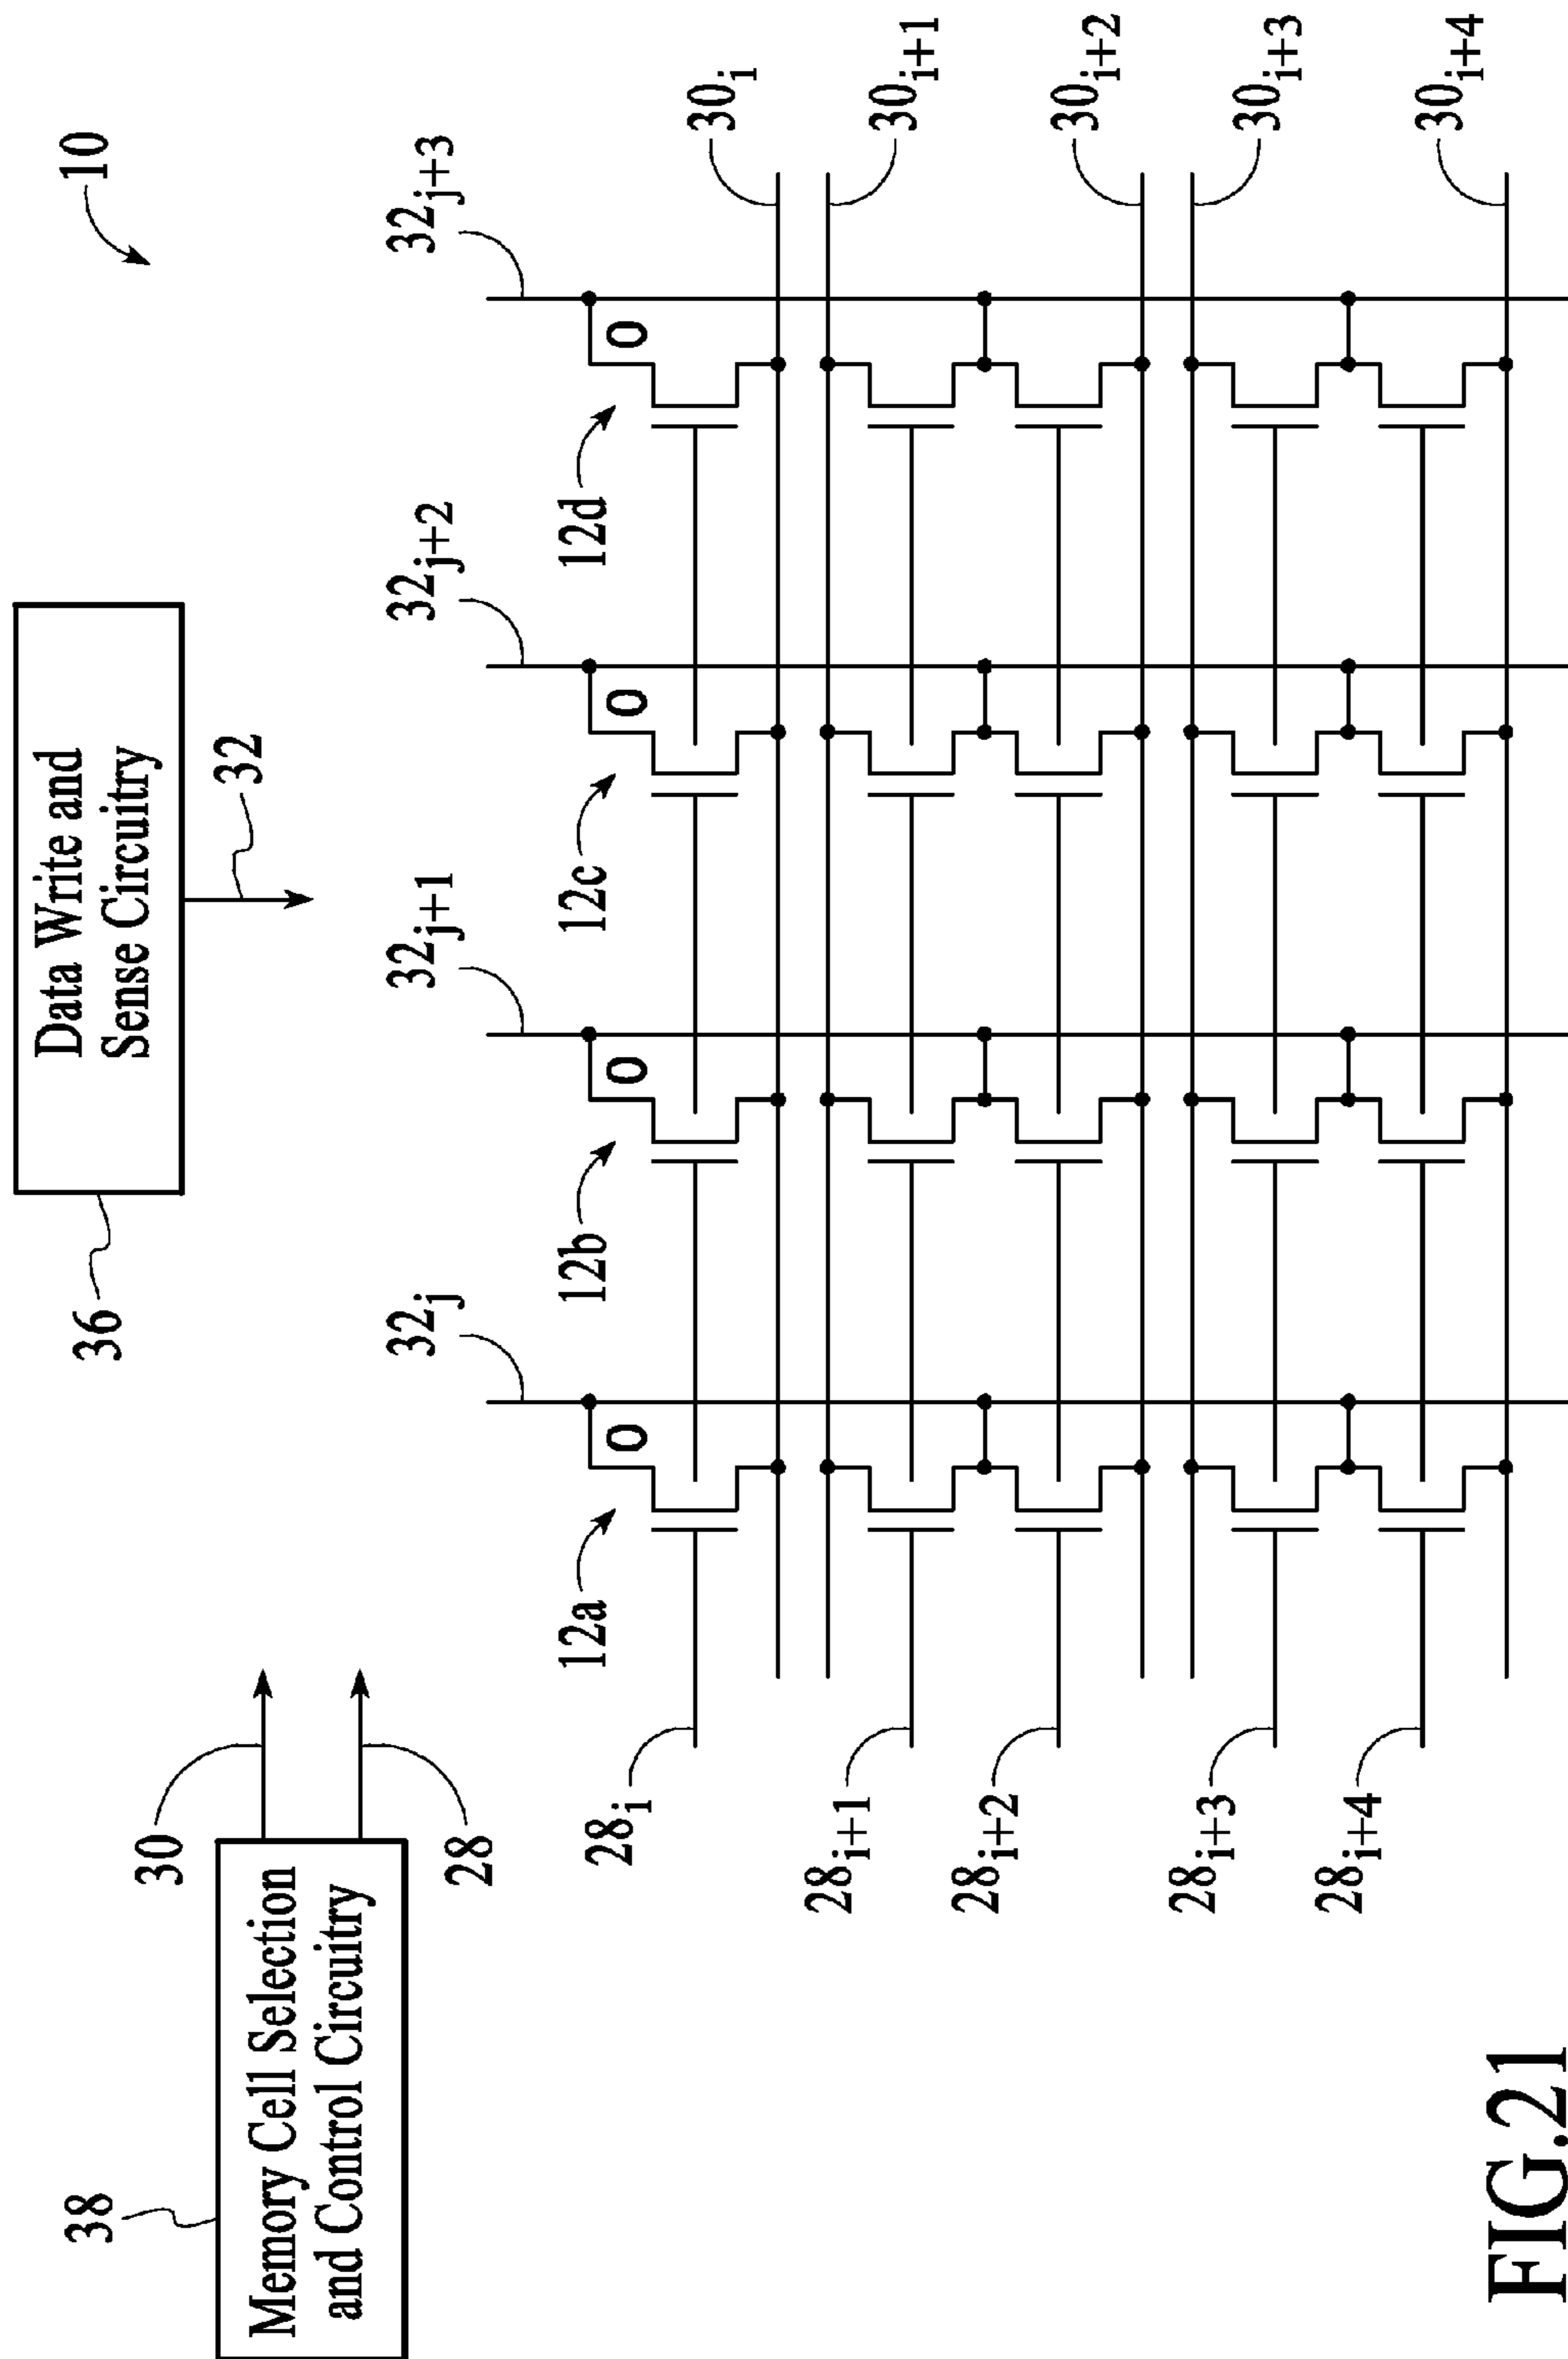 10
36
Data Write and
Sense Circuitry
32
38
Memory Cell Selection
and Control Circuitry
30
28
32j
32j+1
32j+2
32j+3
12a
12b
12c
12d
0
0
0
0
28i
28i+1
28i+2
28i+3
28i+4
30i
30i+1
30i+2
30i+3
30i+4
FIG.21